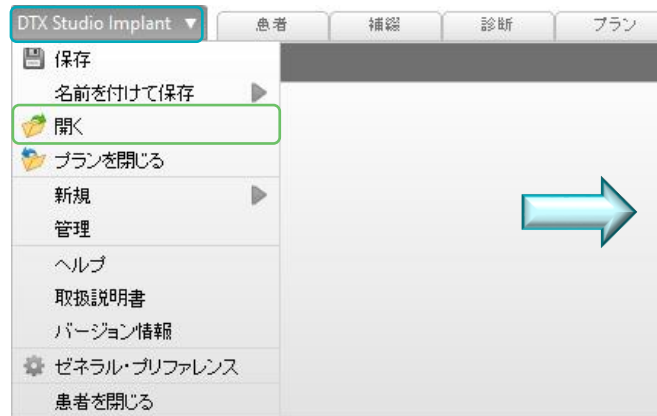 DTX Studio Implant ▼ 患者 補綴 診断 プラン
保存
名前を付けて保存 ▶
開く
プランを閉じる
新規 ▶
管理
ヘルプ
取扱説明書
バージョン情報
ゼネラル・プリファレンス
患者を閉じる